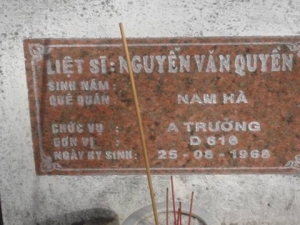 LIỆT SĨ: NGUYỄN VĂN QUYỀN
SINH NĂM :
QUÊ QUÁN : NAM HÀ
CHỨC VỤ : A TRƯỞNG
ĐƠN VỊ : D 616
NGÀY HY SINH: 25-08-1968